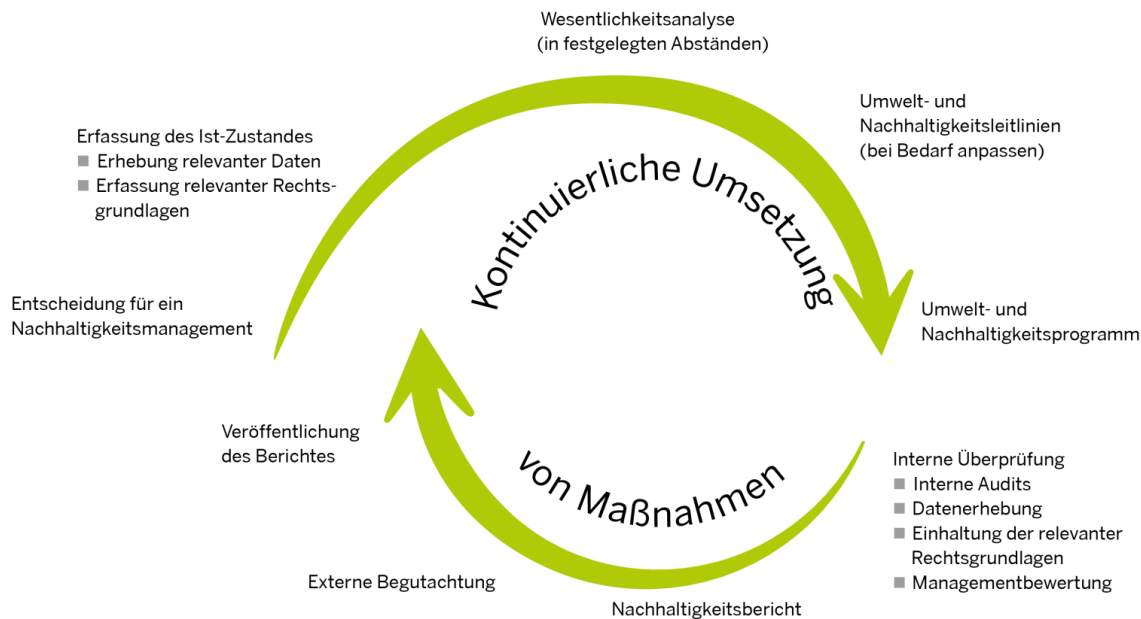 Wesentlichkeitsanalyse
(in festgelegten Abständen)
Umwelt- und
Nachhaltigkeitsleitlinien
(bei Bedarf anpassen)
Erfassung des Ist-Zustandes
Erhebung relevanter Daten
Erfassung relevanter Rechts-
grundlagen
Kontinuierliche Umsetzung
Entscheidung für ein
Nachhaltigkeitsmanagement
Umwelt- und
Nachhaltigkeitsprogramm
Veröffentlichung
des Berichtes
von Maßnahmen
Interne Überprüfung
Interne Audits
Datenerhebung
Einhaltung der relevanter
Rechtsgrundlagen
Managementbewertung
Externe Begutachtung
Nachhaltigkeitsbericht